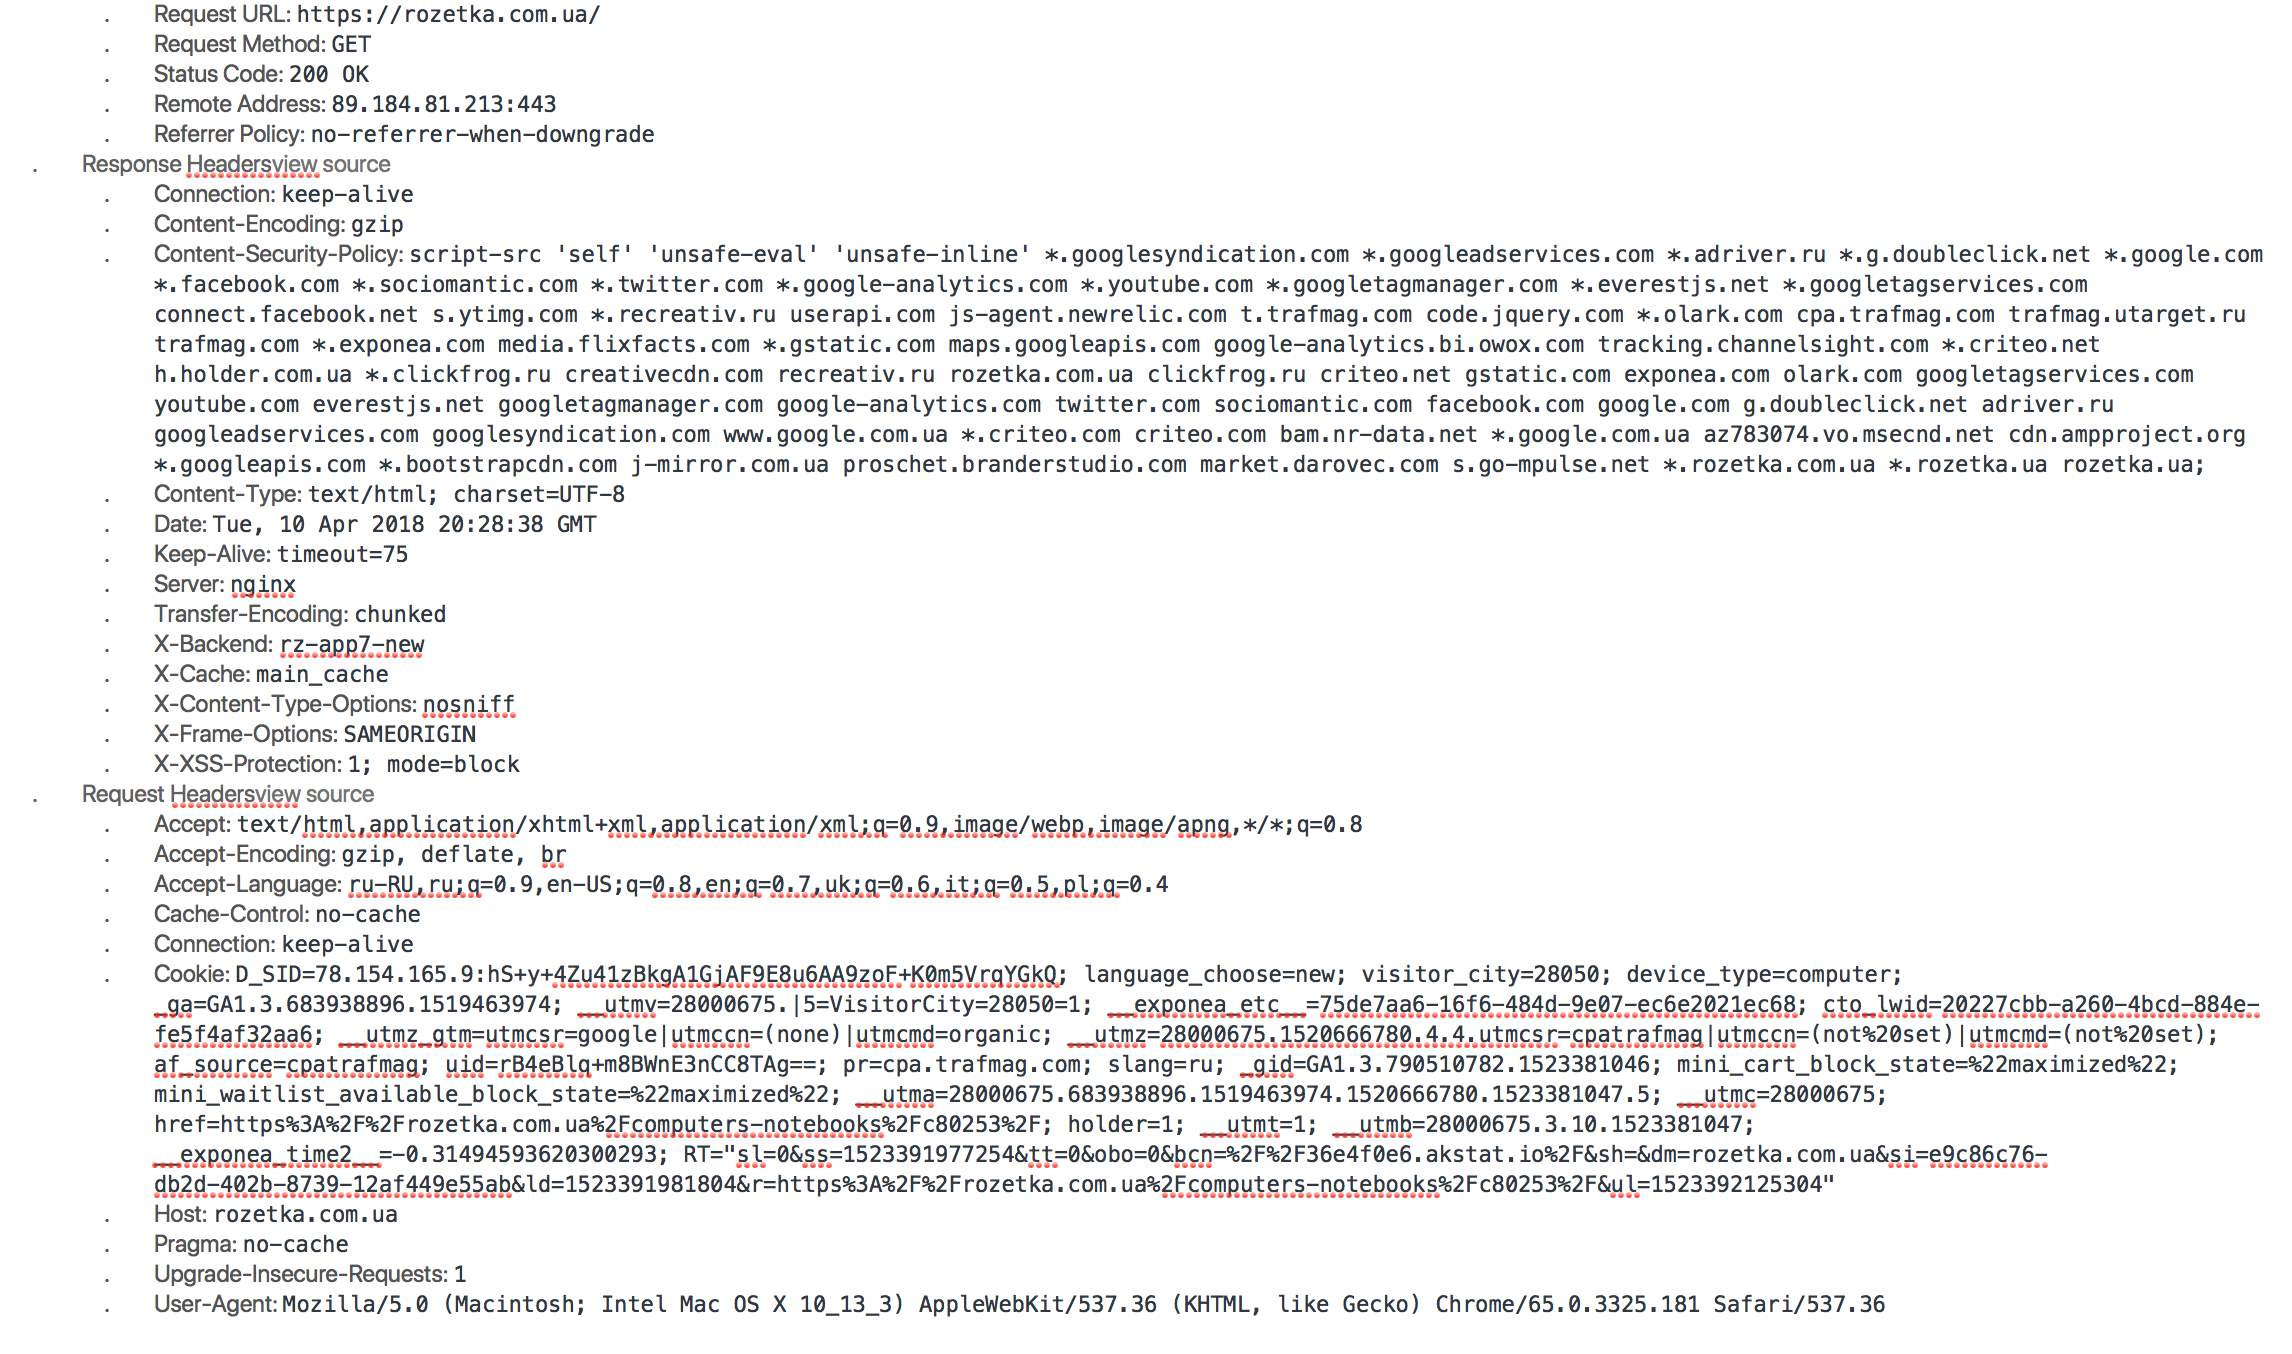 . Request URL: https://rozetka.com.ua/
. Request Method: GET
. Status Code: 200 OK
. Remote Address: 89.184.81.213:443
. Referrer Policy: no-referrer-when-downgrade
. Response Headersview source
. Connection: keep-alive
. Content-Encoding: gzip
. Content-Security-Policy: script-src 'self' 'unsafe-eval' 'unsafe-inline' *.googlesyndication.com *.googleadservices.com *.adriver.ru *.g.doubleclick.net *.google.com
*.facebook.com *.sociomantic.com *.twitter.com *.google-analytics.com *.youtube.com *.googletagmanager.com *.everestjs.net *.googletagservices.com
connect.facebook.net s.ytimg.com *.recreativ.ru userapi.com js-agent.newrelic.com t.trafmag.com code.jquery.com *.olark.com cpa.trafmag.com trafmag.utarget.ru
trafmag.com *.exponea.com media.flixfacts.com *.gstatic.com maps.googleapis.com google-analytics.bi.owox.com tracking.channelsight.com *.criteo.net
h.holder.com.ua *.clickfrog.ru creativecdn.com recreativ.ru rozetka.com.ua clickfrog.ru criteo.net gstatic.com exponea.com olark.com googletagservices.com
youtube.com everestjs.net googletagmanager.com google-analytics.com twitter.com sociomantic.com facebook.com google.com g.doubleclick.net adriver.ru
googleadservices.com googlesyndication.com www.google.com.ua *.criteo.com criteo.com bam.nr-data.net *.google.com.ua az783074.vo.msecnd.net cdn.ampproject.org
*.googleapis.com *.bootstrapcdn.com j-mirror.com.ua proschet.branderstudio.com market.darovec.com s.go-mpulse.net *.rozetka.com.ua *.rozetka.ua rozetka.ua;
. Content-Type: text/html; charset=UTF-8
. Date: Tue, 10 Apr 2018 20:28:38 GMT
. Keep-Alive: timeout=75
. Server: nginx
. Transfer-Encoding: chunked
. X-Backend: rz-app7-new
. X-Cache: main_cache
. X-Content-Type-Options: nosniff
. X-Frame-Options: SAMEORIGIN
. X-XSS-Protection: 1; mode=block
. Request Headersview source
. Accept: text/html,application/xhtml+xml,application/xml;q=0.9,image/webp,image/apng,*/*;q=0.8
. Accept-Encoding: gzip, deflate, br
. Accept-Language: ru-RU,ru;q=0.9,en-US;q=0.8,en;q=0.7,uk;q=0.6,it;q=0.5,pl;q=0.4
. Cache-Control: no-cache
. Connection: keep-alive
. Cookie: D_SID=78.154.165.9:hS+y+4Zu41zBkgA1GjAF9E8u6AA9zoF+K0m5VrqYGkQ; language_choose=new; visitor_city=28050; device_type=computer;
_ga=GA1.3.683938896.1519463974; __utmv=28000675.|5=VisitorCity=28050=1; __exponea_etc__=75de7aa6-16f6-484d-9e07-ec6e2021ec68; cto_lwid=20227cbb-a260-4bcd-884e-
fe5f4af32aa6; __utmz_gtm=utmcsr=google|utmccn=(none)|utmcmd=organic; __utmz=28000675.1520666780.4.4.utmcsr=cpatrafmag|utmccn=(not%20set)|utmcmd=(not%20set);
af_source=cpatrafmag; uid=rB4eBlq+m8BWnE3nCC8TAg==; pr=cpa.trafmag.com; slang=ru; _gid=GA1.3.790510782.1523381046; mini_cart_block_state=%22maximized%22;
mini_waitlist_available_block_state=%22maximized%22; __utma=28000675.683938896.1519463974.1520666780.1523381047.5; __utmc=28000675;
href=https%3A%2F%2Frozetka.com.ua%2Fcomputers-notebooks%2Fc80253%2F; holder=1; __utmt=1; __utmb=28000675.3.10.1523381047;
__exponea_time2__=-0.31494593620300293; RT="sl=0&ss=1523391977254&tt=0&obo=0&bcn=%2F%2F36e4f0e6.akstat.io%2F&sh=&dm=rozetka.com.ua&si=e9c86c76-
db2d-402b-8739-12af449e55ab&ld=1523391981804&r=https%3A%2F%2Frozetka.com.ua%2Fcomputers-notebooks%2Fc80253%2F&ul=1523392125304"
. Host: rozetka.com.ua
. Pragma: no-cache
. Upgrade-Insecure-Requests: 1
. User-Agent: Mozilla/5.0 (Macintosh; Intel Mac OS X 10_13_3) AppleWebKit/537.36 (KHTML, like Gecko) Chrome/65.0.3325.181 Safari/537.36